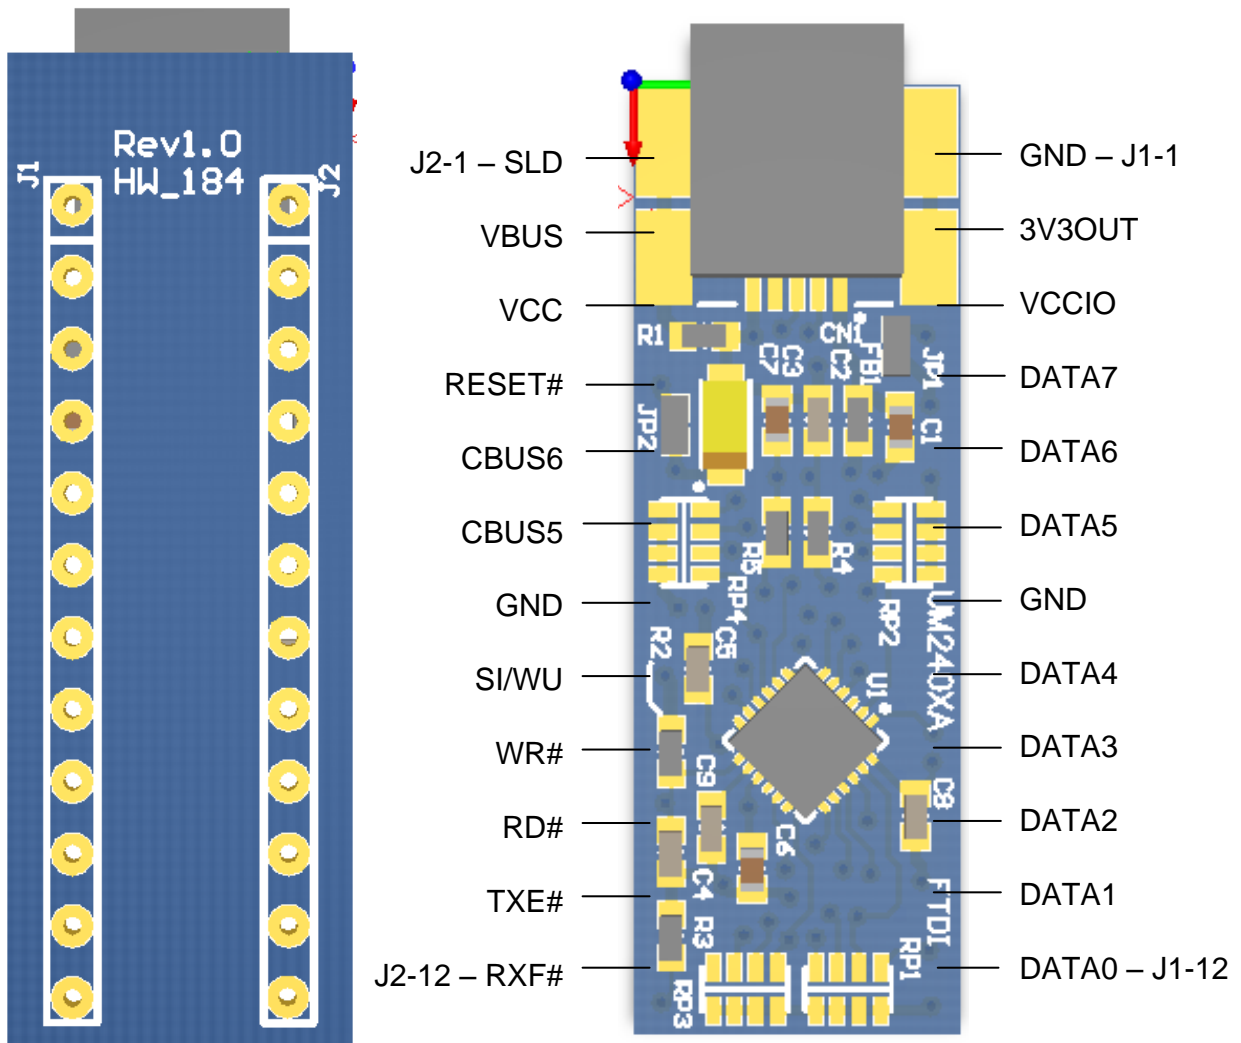 Rev1.0
HW_184
J1
J2
J2-1 – SLD
VBUS
VCC
RESET#
CBUS6
CBUS5
GND
SI/WU
WR#
RD#
TXE#
J2-12 – RXF#
GND – J1-1
3V3OUT
VCCIO
DATA7
DATA6
DATA5
GND
DATA4
DATA3
DATA2
DATA1
DATA0 – J1-12
R1
CN1
C7
C3
C2
FB1
JP1
JP2
C1
R5
R4
RP4
RP2
UM240XA
R2
C5
U1
C9
C8
C6
C4
R3
FTDI
RP1
RP3